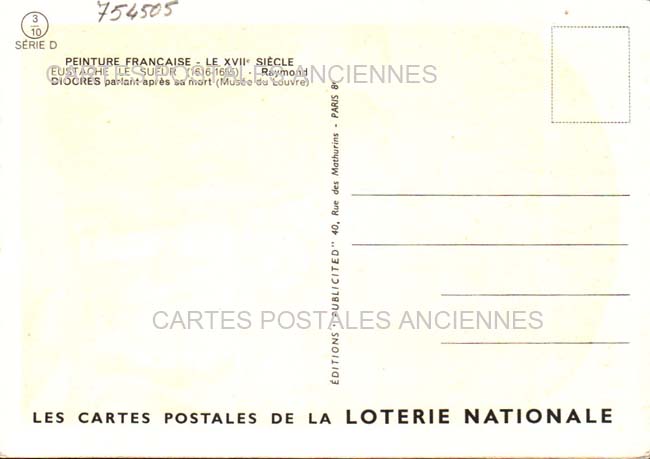 754505
3
10
SÉRIE D
PEINTURE FRANCAISE - LE XVIIᵉ SIÈCLE
EUSTACHE LE SUEUR (1616-1655) - Raymond
DIOCRES parlant après sa mort (Musée du Louvre)
CARTES POSTALES ANCIENNES
ÉDITIONS "PUBLICITED" 40, Rue des Mathurins - PARIS 8ᵉ
CARTES POSTALES ANCIENNES
LES CARTES POSTALES DE LA LOTERIE NATIONALE